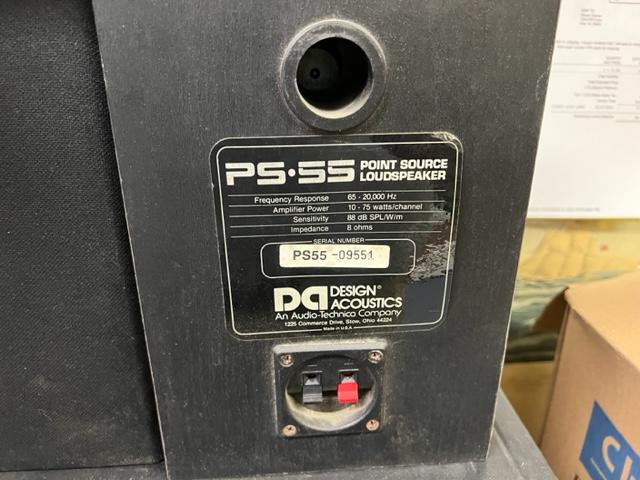 PS·55 POINT SOURCE
LOUDSPEAKER
Frequency Response 65 - 20,000 Hz
Amplifier Power 10 - 75 watts/channel
Sensitivity 88 dB SPL/W/m
Impedance 8 ohms
SERIAL NUMBER
PS55 -09551
DA DESIGN®
ACOUSTICS
An Audio-Technica Company
1225 Commerce Drive, Stow, Ohio 44224
Made in U.S.A.